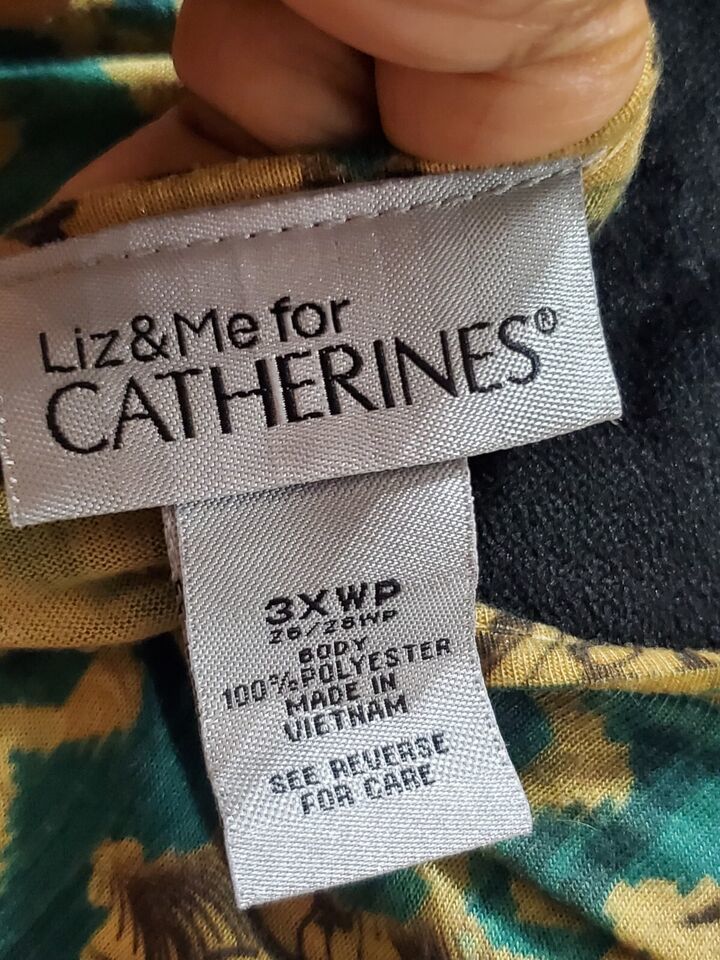 Liz&Me for
CATHERINES®
3XWP
26/28WP
BODY
100% POLYESTER
MADE IN
VIETNAM
SEE REVERSE
FOR CARE